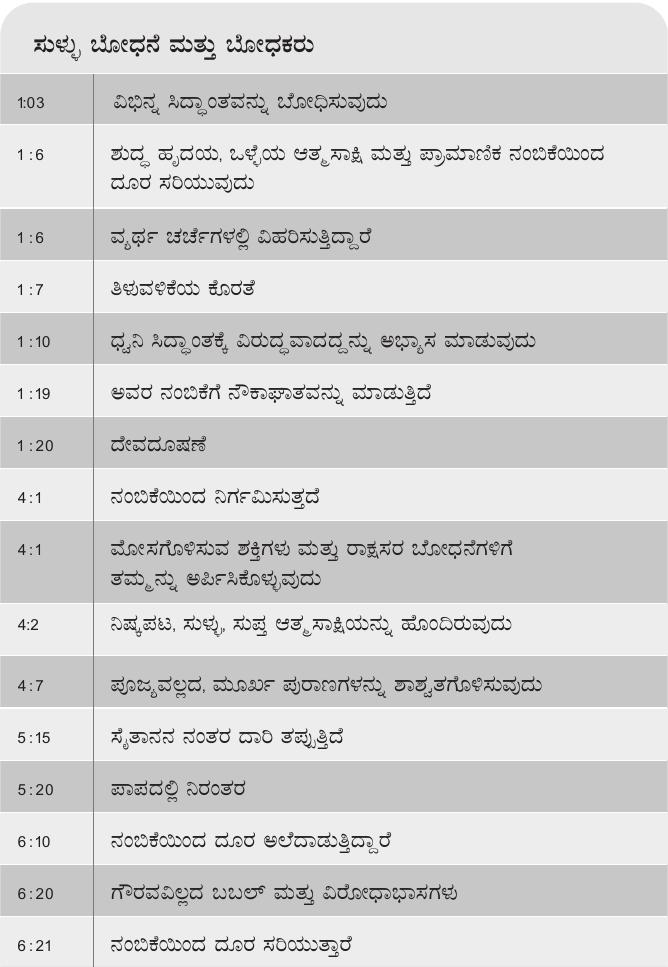 ಸುಳ್ಳು ಬೋಧನೆ ಮತ್ತು ಬೋಧಕರು
1:03 ವಿಭಿನ್ನ ಸಿದ್ಧಾಂತವನ್ನು ಬೋಧಿಸುವುದು
1:6 ಶುದ್ಧ ಹೃದಯ, ಒಳ್ಳೆಯ ಆತ್ಮಸಾಕ್ಷಿ ಮತ್ತು ಪ್ರಾಮಾಣಿಕ ನಂಬಿಕೆಯಿಂದ
ದೂರ ಸರಿಯುವುದು
1:6 ವ್ಯರ್ಥ ಚರ್ಚೆಗಳಲ್ಲಿ ವಿಹರಿಸುತ್ತಿದ್ದಾರೆ
1:7 ತಿಳುವಳಿಕೆಯ ಕೊರತೆ
1:10 ಧ್ವನಿ ಸಿದ್ಧಾಂತಕ್ಕೆ ವಿರುದ್ಧವಾದದ್ದನ್ನು ಅಭ್ಯಾಸ ಮಾಡುವುದು
1:19 ಅವರ ನಂಬಿಕೆಗೆ ನೌಕಾಘಾತವನ್ನು ಮಾಡುತ್ತಿದೆ
1:20 ದೇವದೂಷಣೆ
4:1 ನಂಬಿಕೆಯಿಂದ ನಿರ್ಗಮಿಸುತ್ತದೆ
4:1 ಮೋಸಗೊಳಿಸುವ ಶಕ್ತಿಗಳು ಮತ್ತು ರಾಕ್ಷಸರ ಬೋಧನೆಗಳಿಗೆ
ತಮ್ಮನ್ನು ಅರ್ಪಿಸಿಕೊಳ್ಳುವುದು
4:2 ನಿಷ್ಕಪಟ, ಸುಳ್ಳು, ಸುಪ್ತ ಆತ್ಮಸಾಕ್ಷಿಯನ್ನು ಹೊಂದಿರುವುದು
4:7 ಪೂಜ್ಯವಲ್ಲದ, ಮೂರ್ಖ ಪುರಾಣಗಳನ್ನು ಶಾಶ್ವತಗೊಳಿಸುವುದು
5:15 ಸೈತಾನನ ನಂತರ ದಾರಿ ತಪ್ಪುತ್ತಿದೆ
5:20 ಪಾಪದಲ್ಲಿ ನಿರಂತರ
6:10 ನಂಬಿಕೆಯಿಂದ ದೂರ ಅಲೆದಾಡುತ್ತಿದ್ದಾರೆ
6:20 ಗೌರವವಿಲ್ಲದ ಬಬಲ್ ಮತ್ತು ವಿರೋಧಾಭಾಸಗಳು
6:21 ನಂಬಿಕೆಯಿಂದ ದೂರ ಸರಿಯುತ್ತಾರೆ